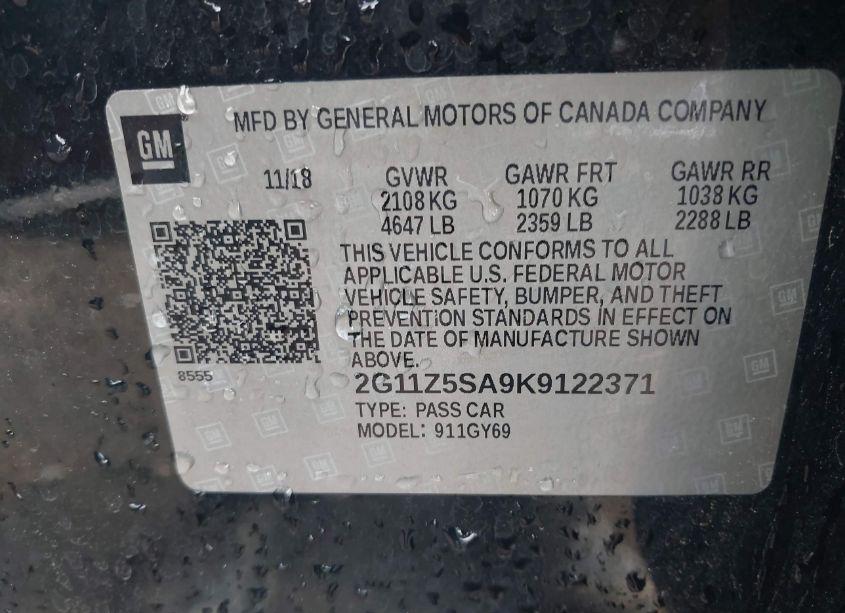 GM
MFD BY GENERAL MOTORS OF CANADA COMPANY
11/18 GVWR GAWR FRT GAWR RR
2108 KG 1070 KG 1038 KG
4647 LB 2359 LB 2288 LB
THIS VEHICLE CONFORMS TO ALL
APPLICABLE U.S. FEDERAL MOTOR
VEHICLE SAFETY, BUMPER, AND THEFT
PREVENTION STANDARDS IN EFFECT ON
THE DATE OF MANUFACTURE SHOWN
ABOVE.
8555
2G11Z5SA9K9122371
TYPE: PASS CAR
MODEL: 911GY69